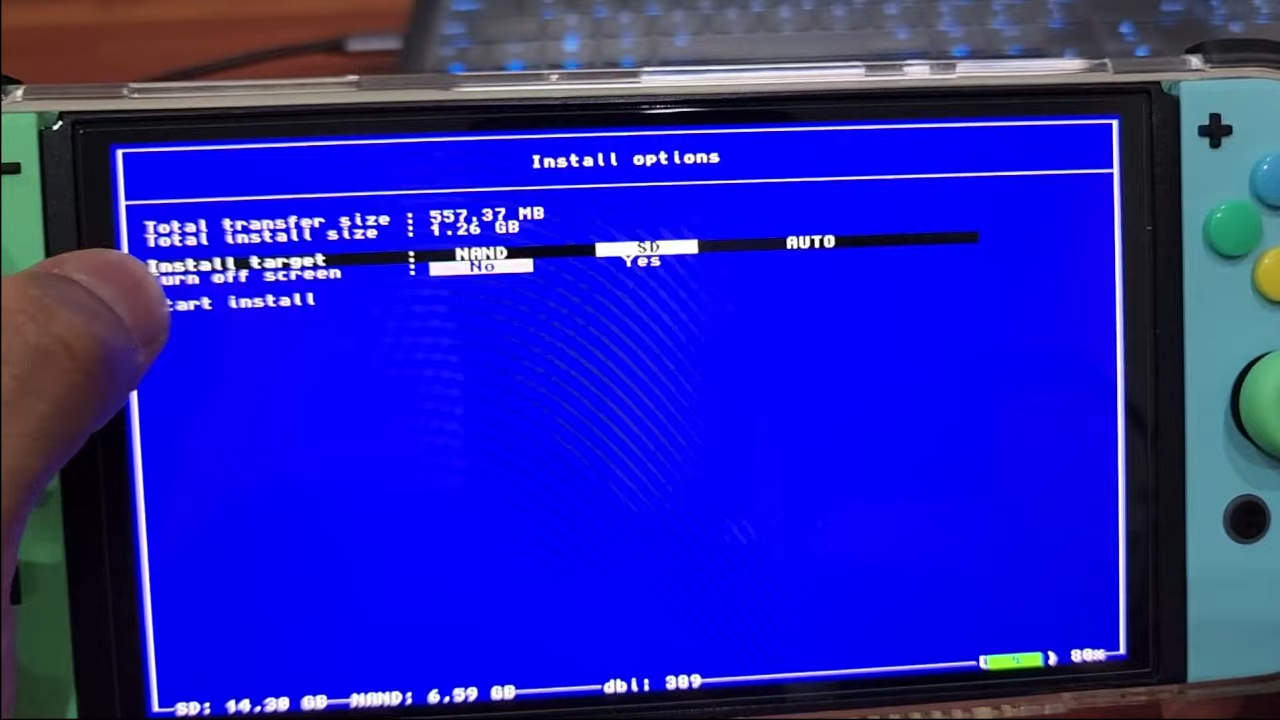 Install options
Total transfer size : 557.37 MB
Total install size : 1.26 GB
Install target : NAND SD AUTO
urn off screen : No Yes
tart install
SD: 14.30 GB NAND: 6.59 GB dbi: 389 80%